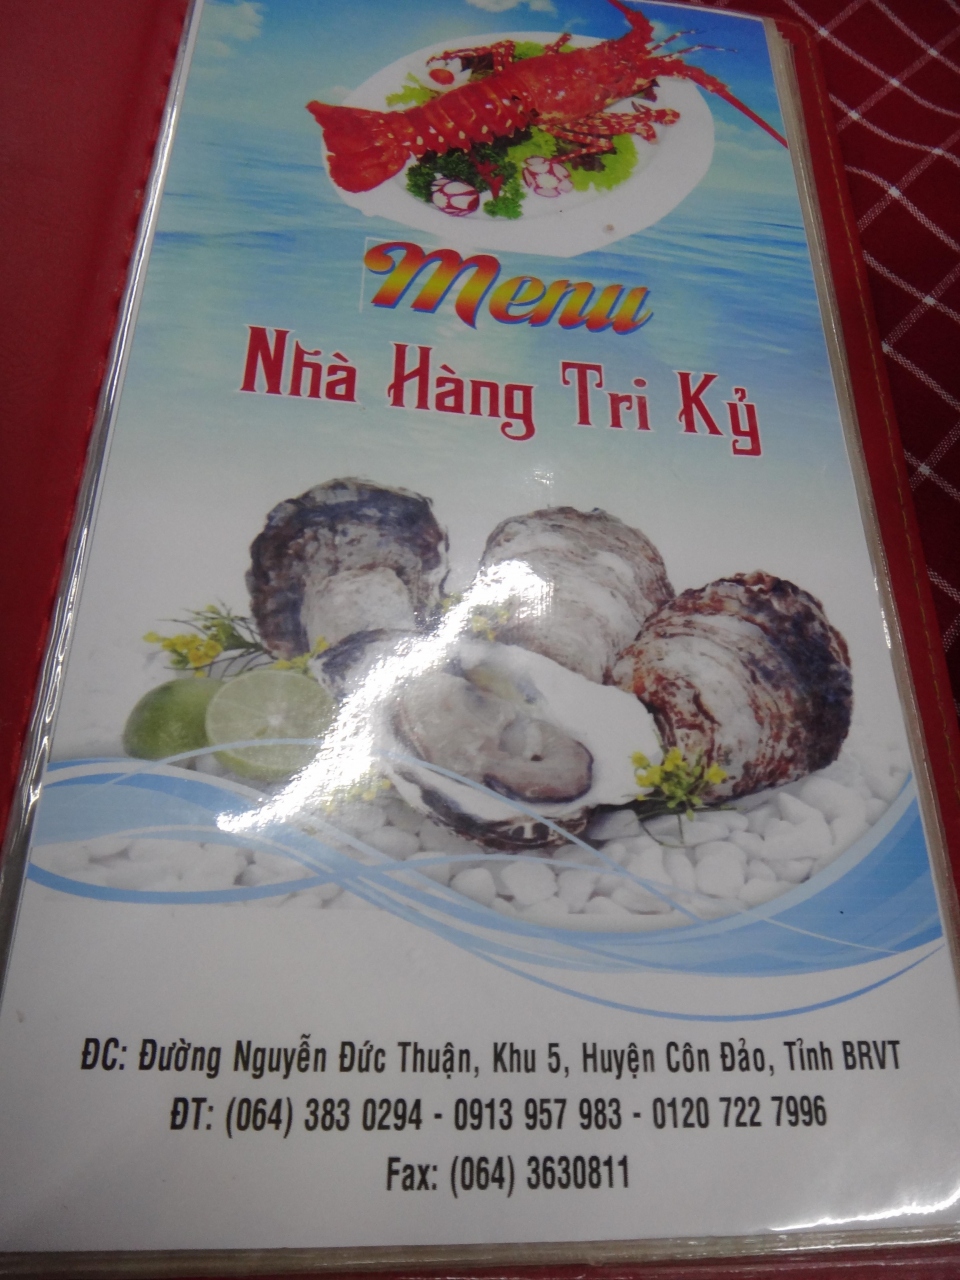 Menu
Nhà Hàng Tri Kỷ
ĐC: Đường Nguyễn Đức Thuận, Khu 5, Huyện Côn Đảo, Tỉnh BRVT
ĐT: (064) 383 0294 - 0913 957 983 - 0120 722 7996
Fax: (064) 3630811